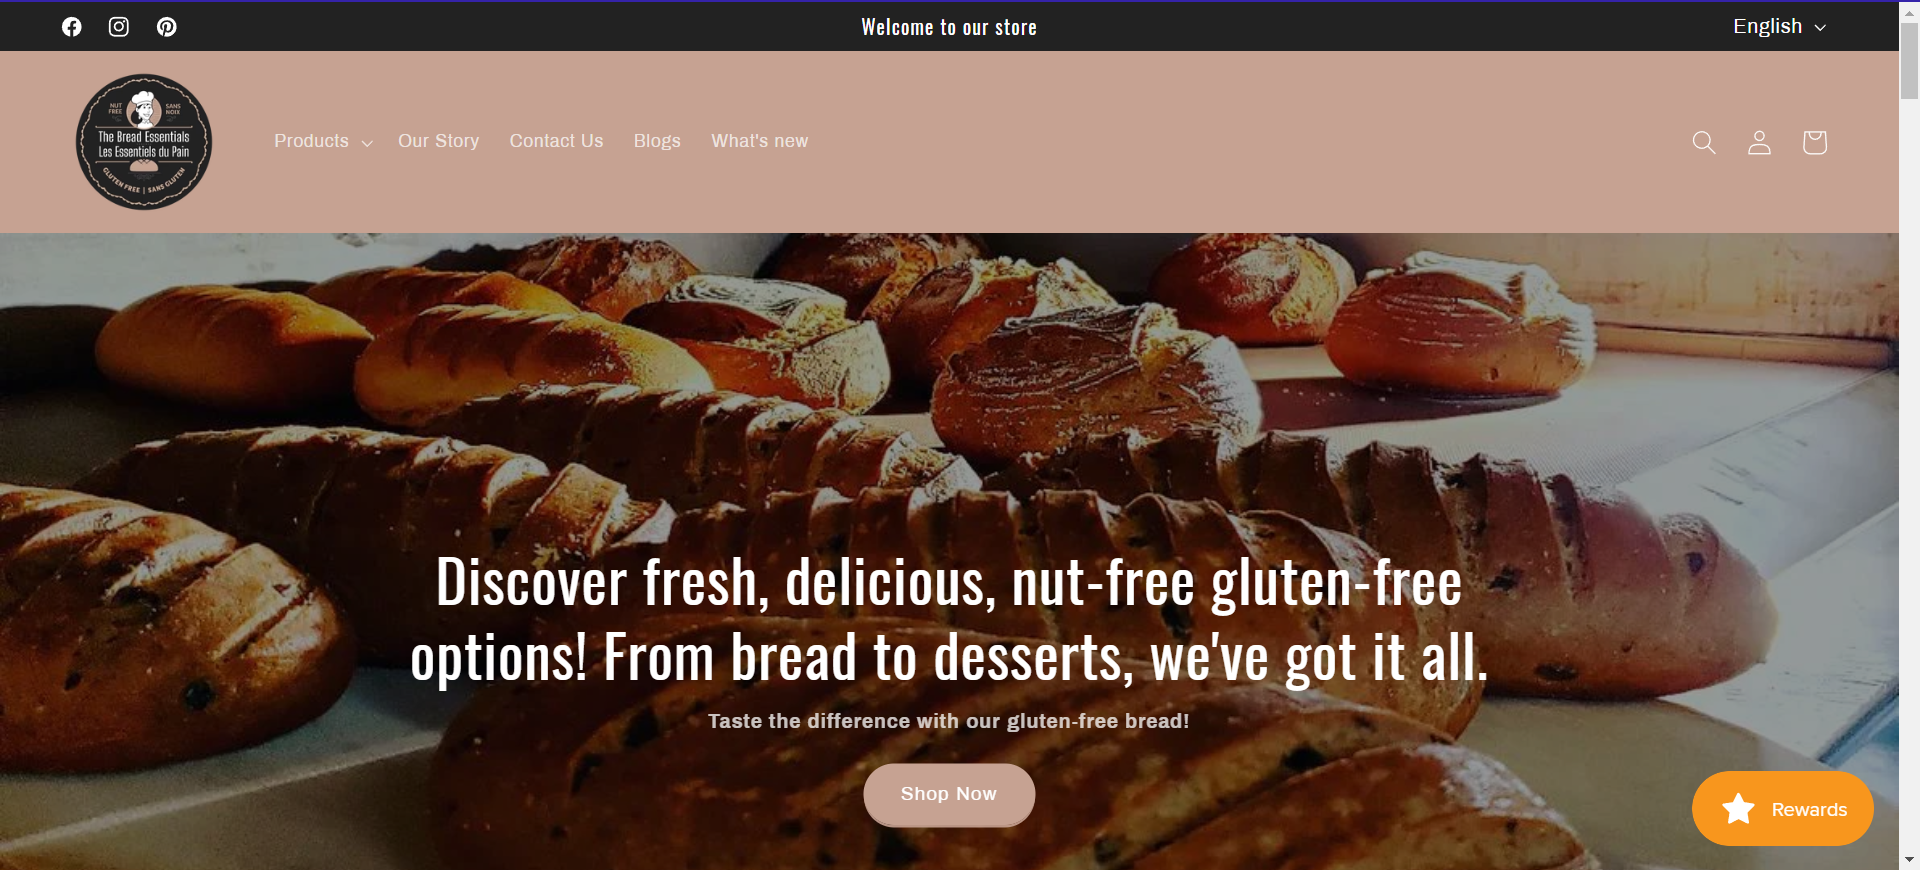 Welcome to our store
English
NUT FREE
SANS NOIX
The Bread Essentials
Les Essentiels du Pain
GLUTEN FREE | SANS GLUTEN
Products
Our Story
Contact Us
Blogs
What's new
Discover fresh, delicious, nut-free gluten-free
options! From bread to desserts, we've got it all.
Taste the difference with our gluten-free bread!
Shop Now
Rewards